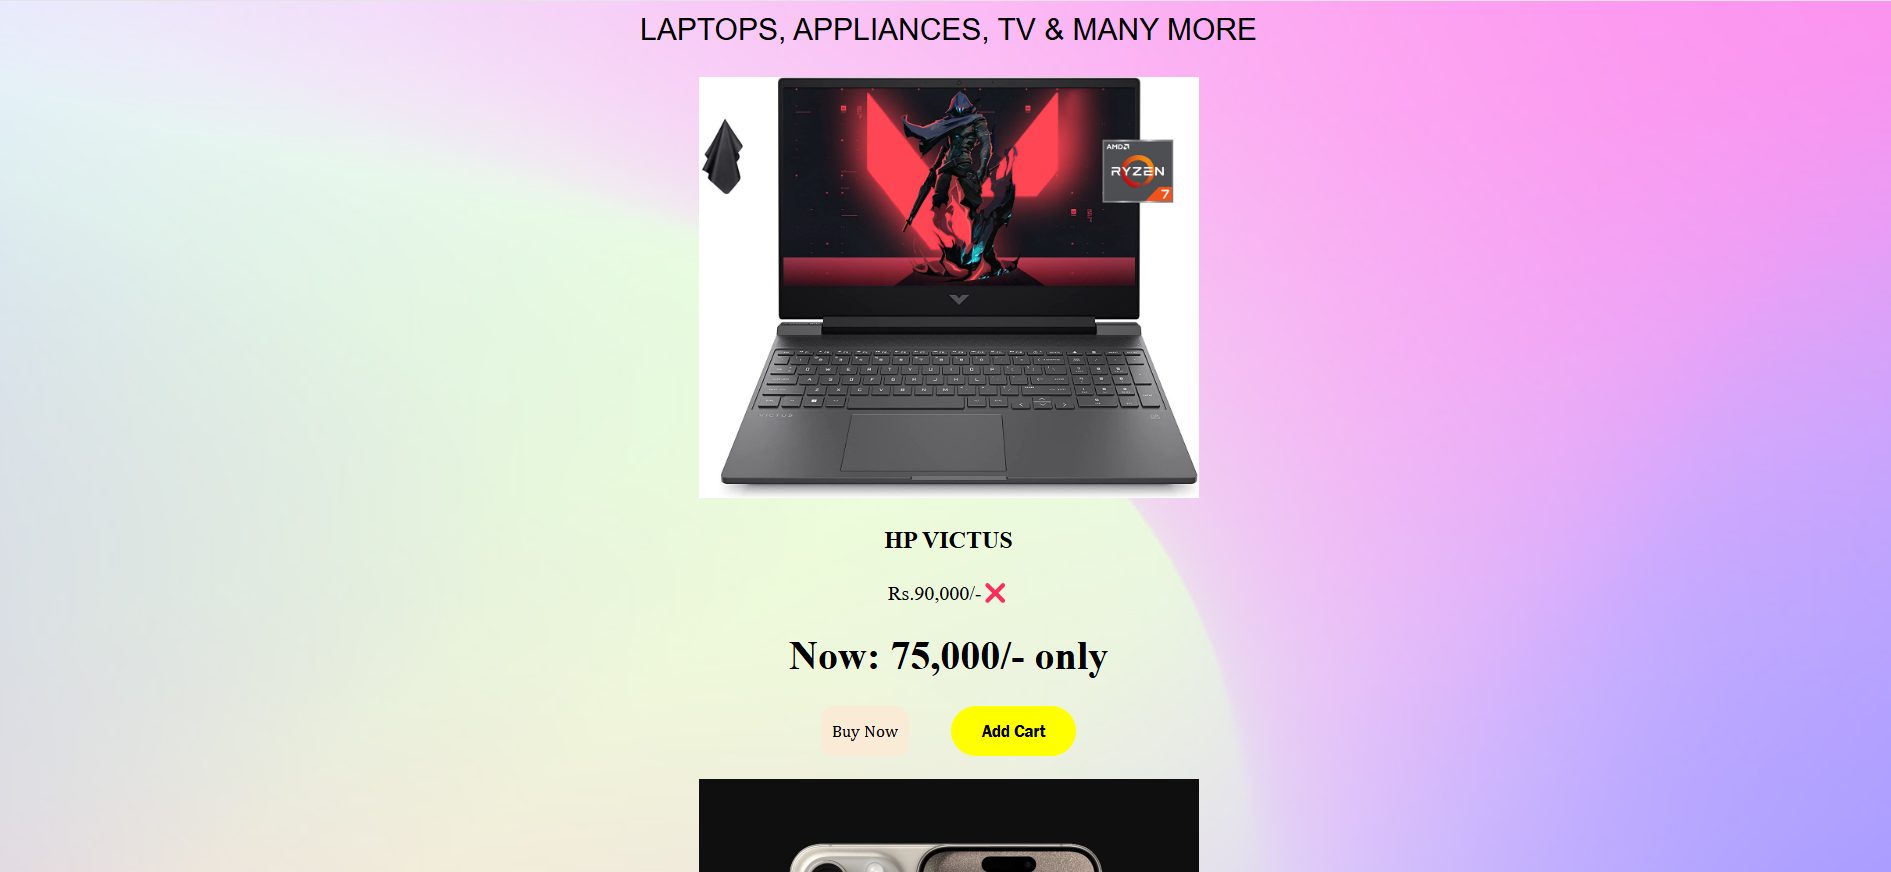 LAPTOPS, APPLIANCES, TV & MANY MORE
AMD
RYZEN
7
VICTUS
HP VICTUS
Rs.90,000/-❌
Now: 75,000/- only
Buy Now
Add Cart